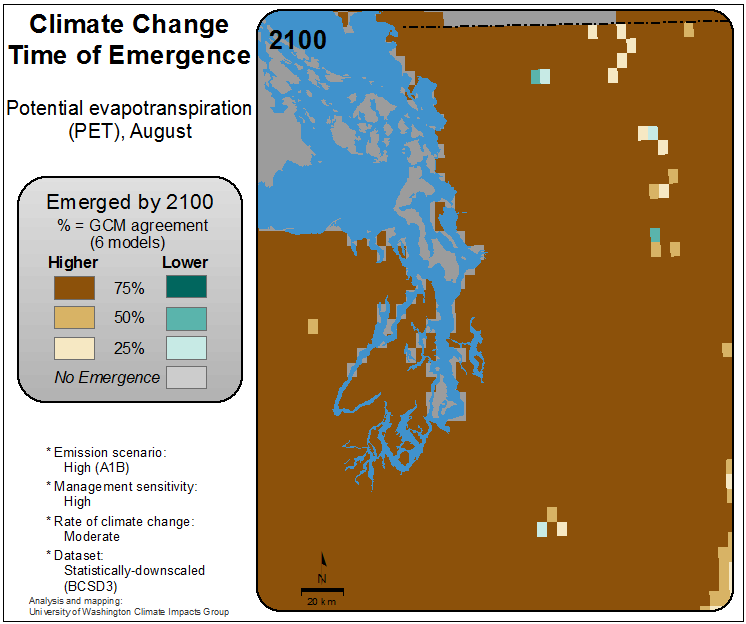 Climate Change
Time of Emergence
Potential evapotranspiration
(PET), August
Emerged by 2100
% = GCM agreement
(6 models)
Higher Lower
75%
50%
25%
No Emergence
* Emission scenario:
High (A1B)
* Management sensitivity:
High
* Rate of climate change:
Moderate
* Dataset:
Statistically-downscaled
(BCSD3)
Analysis and mapping:
University of Washington Climate Impacts Group
2100
N
20 km